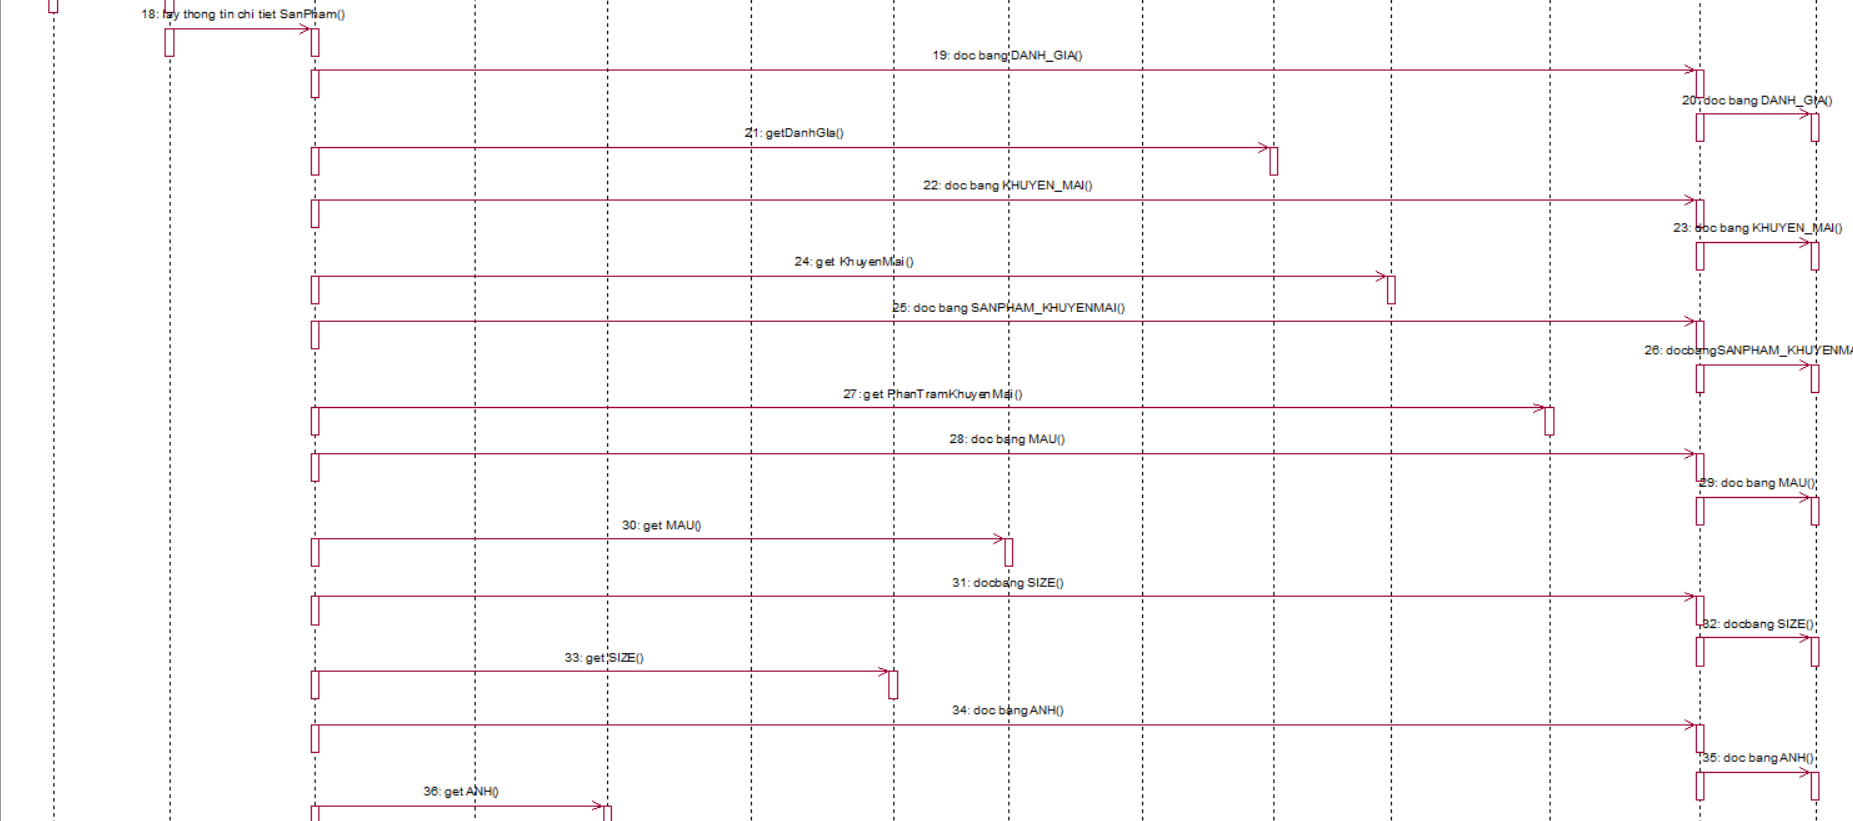 18: lay thong tin chi tiet SanPham()
19: doc bang DANH_GIA()
20: doc bang DANH_GIA()
21: getDanhGIa()
22: doc bang KHUYEN_MAI()
23: doc bang KHUYEN_MAI()
24: get KhuyenMai()
25: doc bang SANPHAM_KHUYENMAI()
26: docbangSANPHAM_KHUYENMA
27: get PhanTramKhuyenMai()
28: doc bang MAU()
29: doc bang MAU()
30: get MAU()
31: docbang SIZE()
32: docbang SIZE()
33: get SIZE()
34: doc bang ANH()
35: doc bang ANH()
36: get ANH()